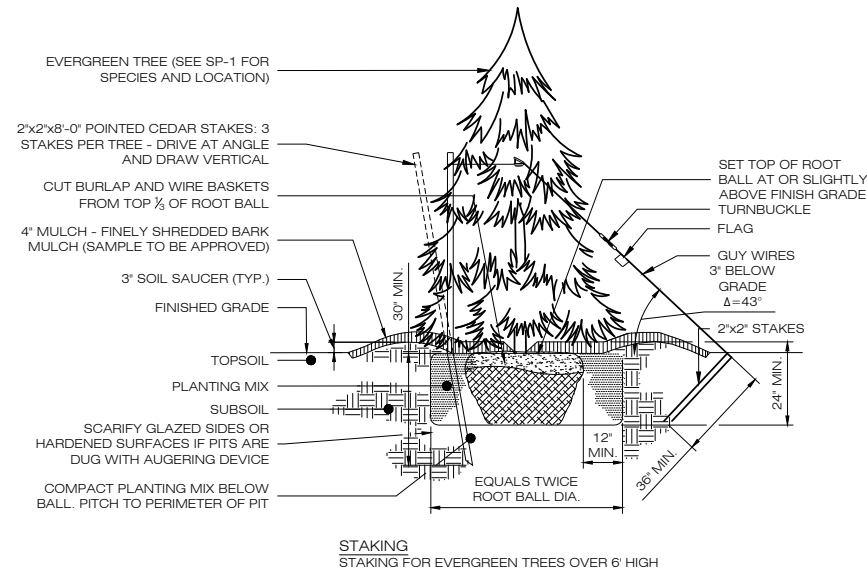 EVERGREEN TREE (SEE SP-1 FOR
SPECIES AND LOCATION)
2"x2"x8'-0" POINTED CEDAR STAKES: 3
STAKES PER TREE - DRIVE AT ANGLE
AND DRAW VERTICAL
CUT BURLAP AND WIRE BASKETS
FROM TOP ⅓ OF ROOT BALL
4" MULCH - FINELY SHREDDED BARK
MULCH (SAMPLE TO BE APPROVED)
3" SOIL SAUCER (TYP.)
FINISHED GRADE
TOPSOIL
PLANTING MIX
SUBSOIL
SCARIFY GLAZED SIDES OR
HARDENED SURFACES IF PITS ARE
DUG WITH AUGERING DEVICE
COMPACT PLANTING MIX BELOW
BALL. PITCH TO PERIMETER OF PIT
30" MIN.
SET TOP OF ROOT
BALL AT OR SLIGHTLY
ABOVE FINISH GRADE
TURNBUCKLE
FLAG
GUY WIRES
3" BELOW
GRADE
Δ=43°
2"x2" STAKES
24" MIN.
36" MIN.
12"
MIN.
EQUALS TWICE
ROOT BALL DIA.
STAKING
STAKING FOR EVERGREEN TREES OVER 6' HIGH